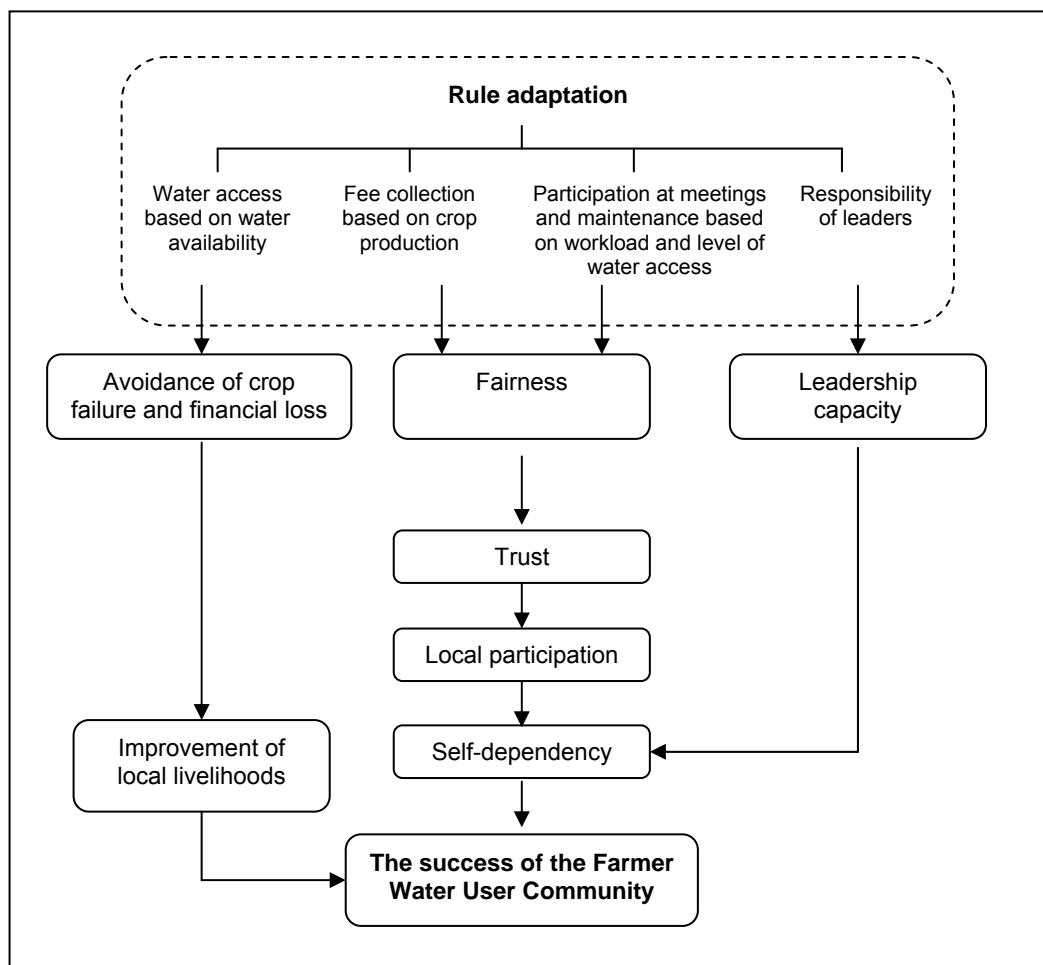 Rule adaptation
Water access
based on water
availability
Fee collection
based on crop
production
Participation at meetings
and maintenance based
on workload and level of
water access
Responsibility
of leaders
Avoidance of crop
failure and financial loss
Fairness
Leadership
capacity
Trust
Local participation
Improvement of
local livelihoods
Self-dependency
The success of the Farmer
Water User Community